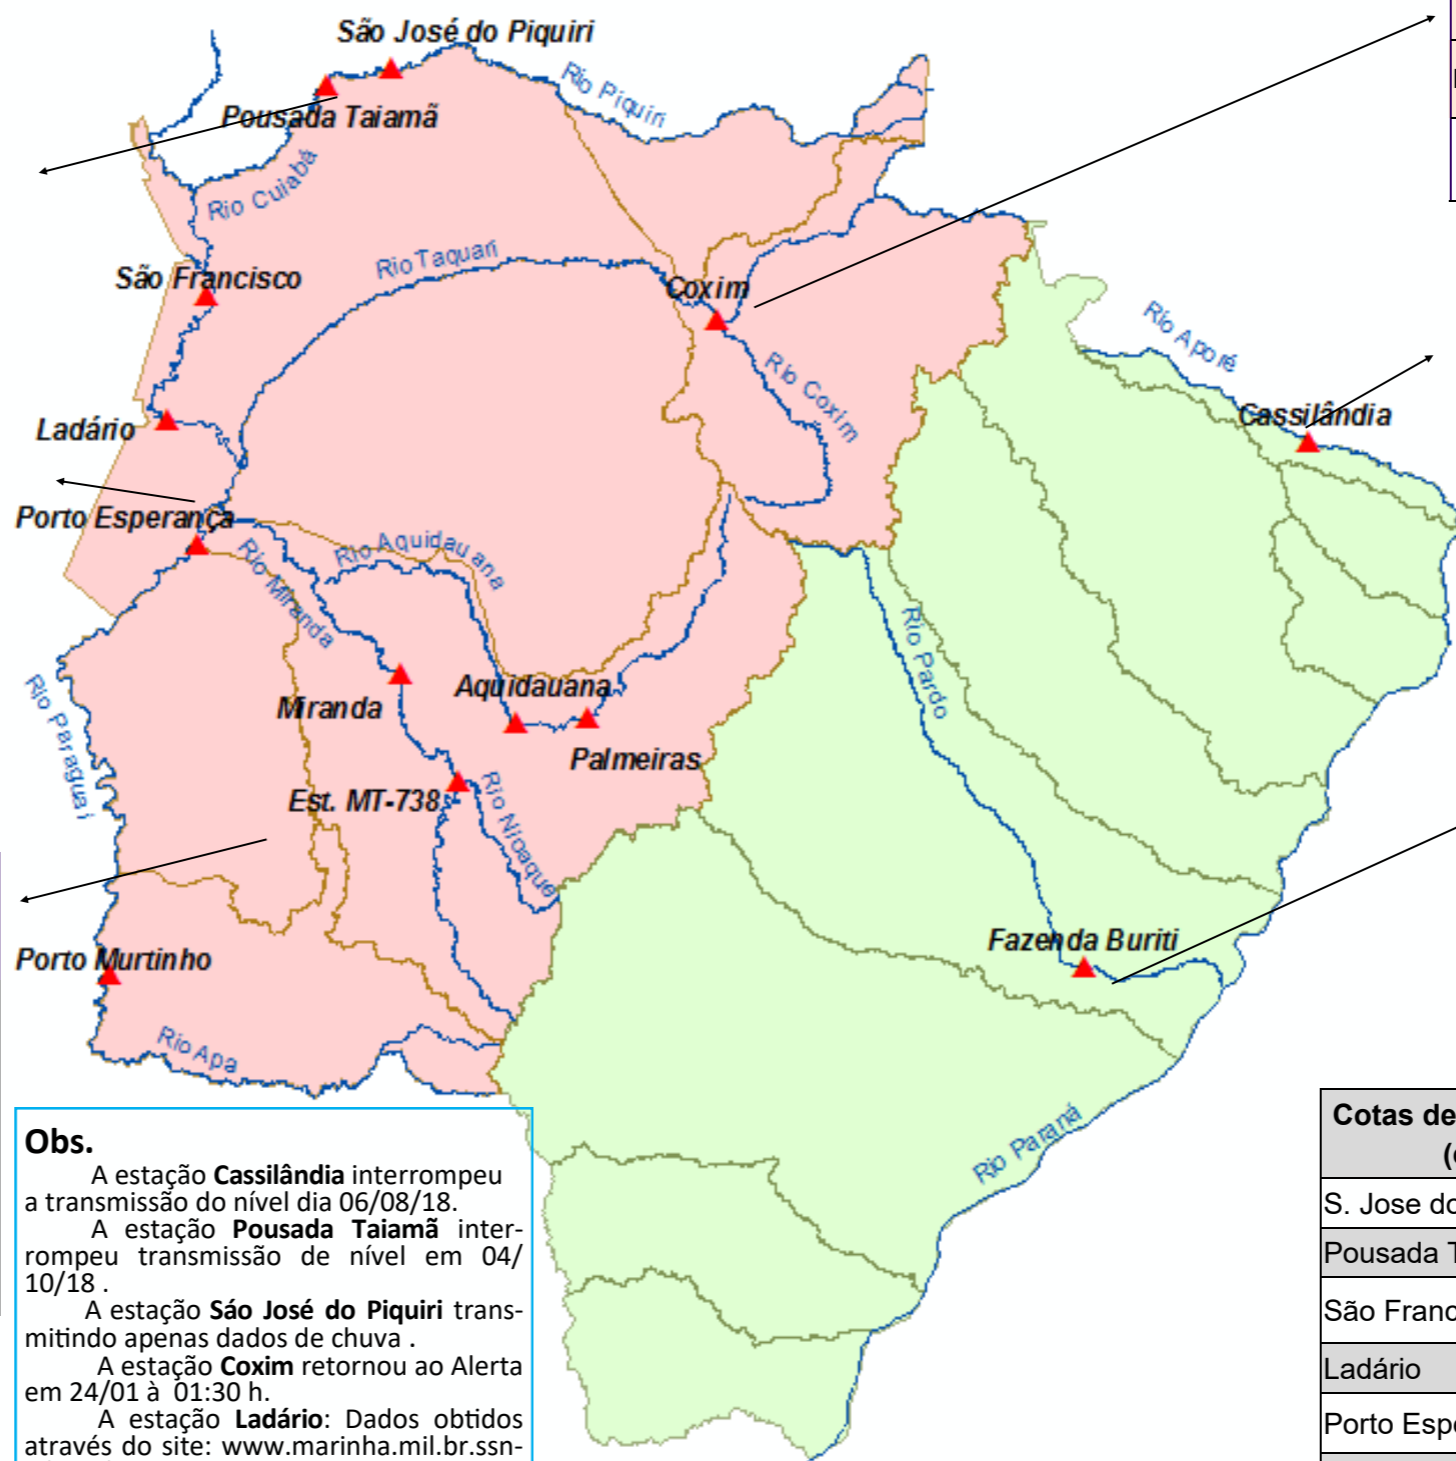 São José do Piquiri
Rio Piquiri
Pousada Taiamã
Rio Cuiabá
Rio Taquari
São Francisco
Coxim
Rio Aporé
Rio Coxim
Cassilândia
Ladário
Porto Esperança
Rio Aquidauana
Rio Miranda
Rio Pardo
Rio Paraguai
Aquidauana
Miranda
Palmeiras
Est. MT-738
Rio Nioaque
Fazenda Buriti
Porto Murtinho
Rio Apa
Rio Paraná
Obs.
A estação Cassilândia interrompeu
a transmissão do nível dia 06/08/18.
A estação Pousada Taiamã inter-
rompeu transmissão de nível em 04/
10/18 .
A estação Sáo José do Piquiri trans-
mitindo apenas dados de chuva .
A estação Coxim retornou ao Alerta
em 24/01 à 01:30 h.
A estação Ladário: Dados obtidos
através do site: www.marinha.mil.br.ssn-
Cotas de
S. Jose do
Pousada T
São Franc
Ladário
Porto Espe